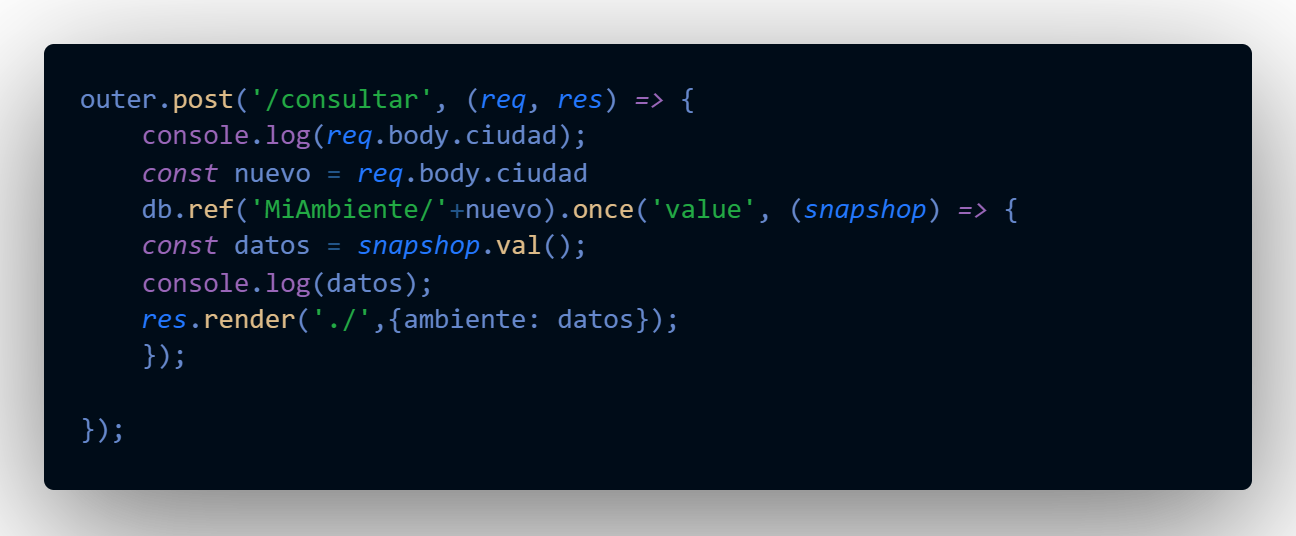 outer.post('/consultar', (req, res) => {
    console.log(req.body.ciudad);
    const nuevo = req.body.ciudad
    db.ref('MiAmbiente/'+nuevo).once('value', (snapshop) => {
    const datos = snapshop.val();
    console.log(datos);
    res.render('./',{ambiente: datos});
    });

});